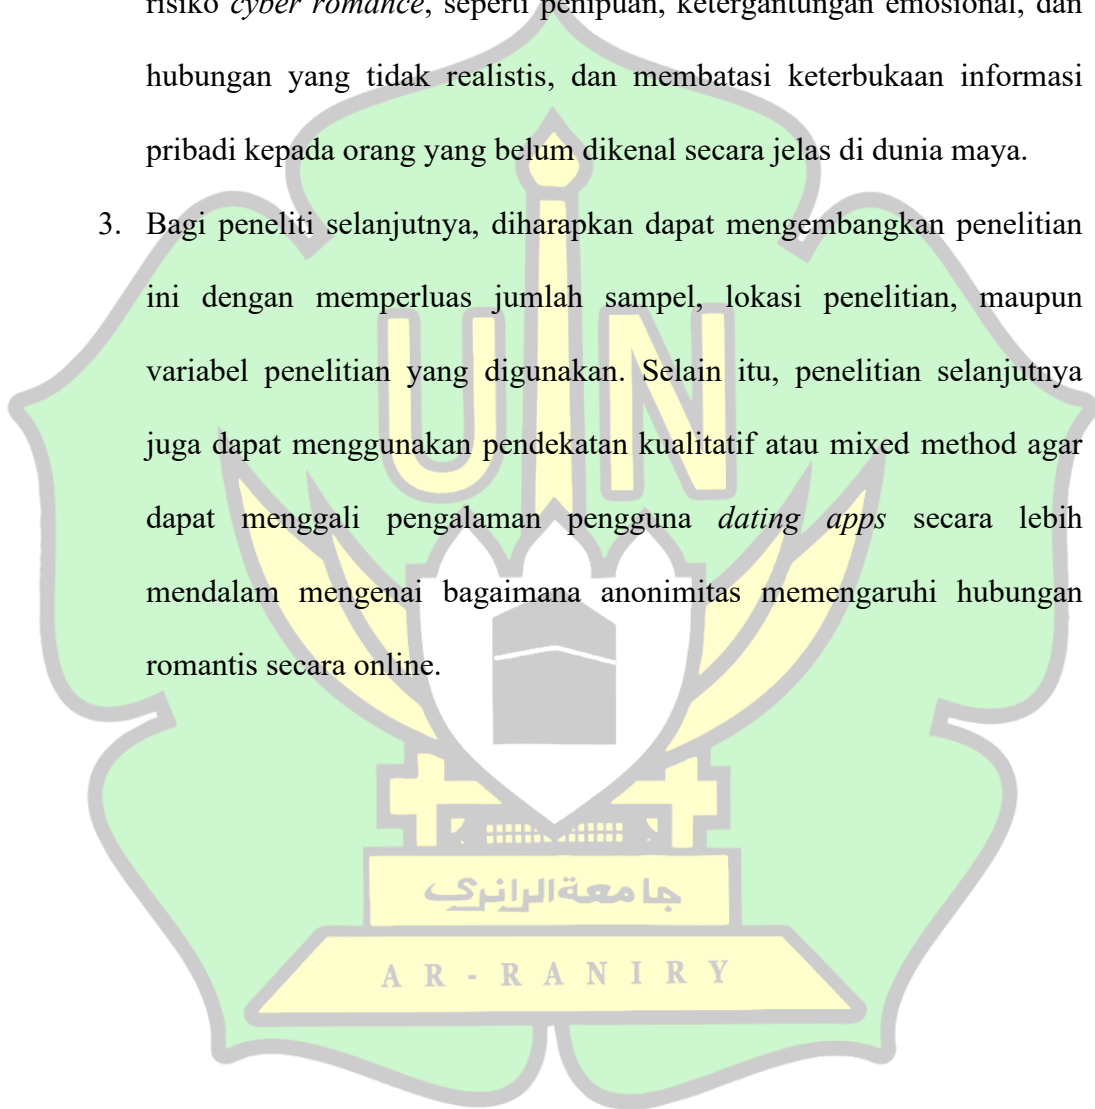 risiko cyber romance, seperti penipuan, ketergantungan emosional, dan
hubungan yang tidak realistis, dan membatasi keterbukaan informasi
pribadi kepada orang yang belum dikenal secara jelas di dunia maya.
3. Bagi peneliti selanjutnya, diharapkan dapat mengembangkan penelitian
ini dengan memperluas jumlah sampel, lokasi penelitian, maupun
variabel penelitian yang digunakan. Selain itu, penelitian selanjutnya
juga dapat menggunakan pendekatan kualitatif atau mixed method agar
dapat menggali pengalaman pengguna dating apps secara lebih
mendalam mengenai bagaimana anonimitas memengaruhi hubungan
romantis secara online.
UIN
جامعة الرانري
AR-RANIRY